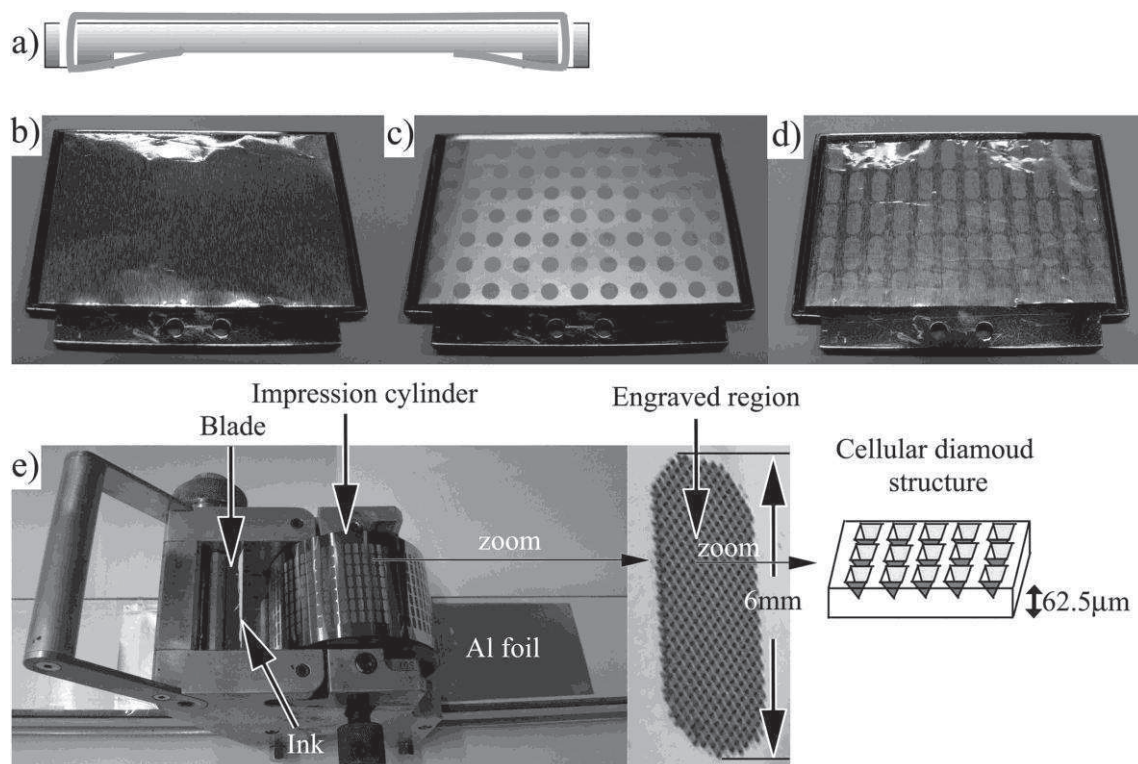 a)
b)
c)
d)
e)
Impression cylinder
Blade
Engraved region
Cellular diamoud
structure
zoom
zoom
6mm
62.5μm
Al foil
Ink